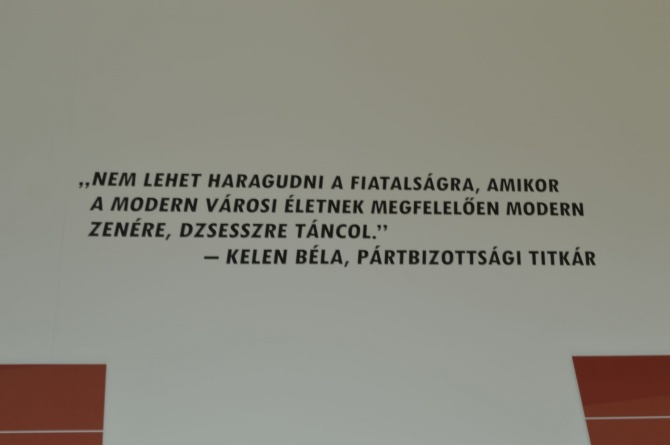 „NEM LEHET HARAGUDNI A FIATALSÁGRA, AMIKOR
A MODERN VÁROSI ÉLETNEK MEGFELELŐEN MODERN
ZENÉRE, DZSESSZRE TÁNCOL.”
— KELEN BÉLA, PÁRTBIZOTTSÁGI TITKÁR